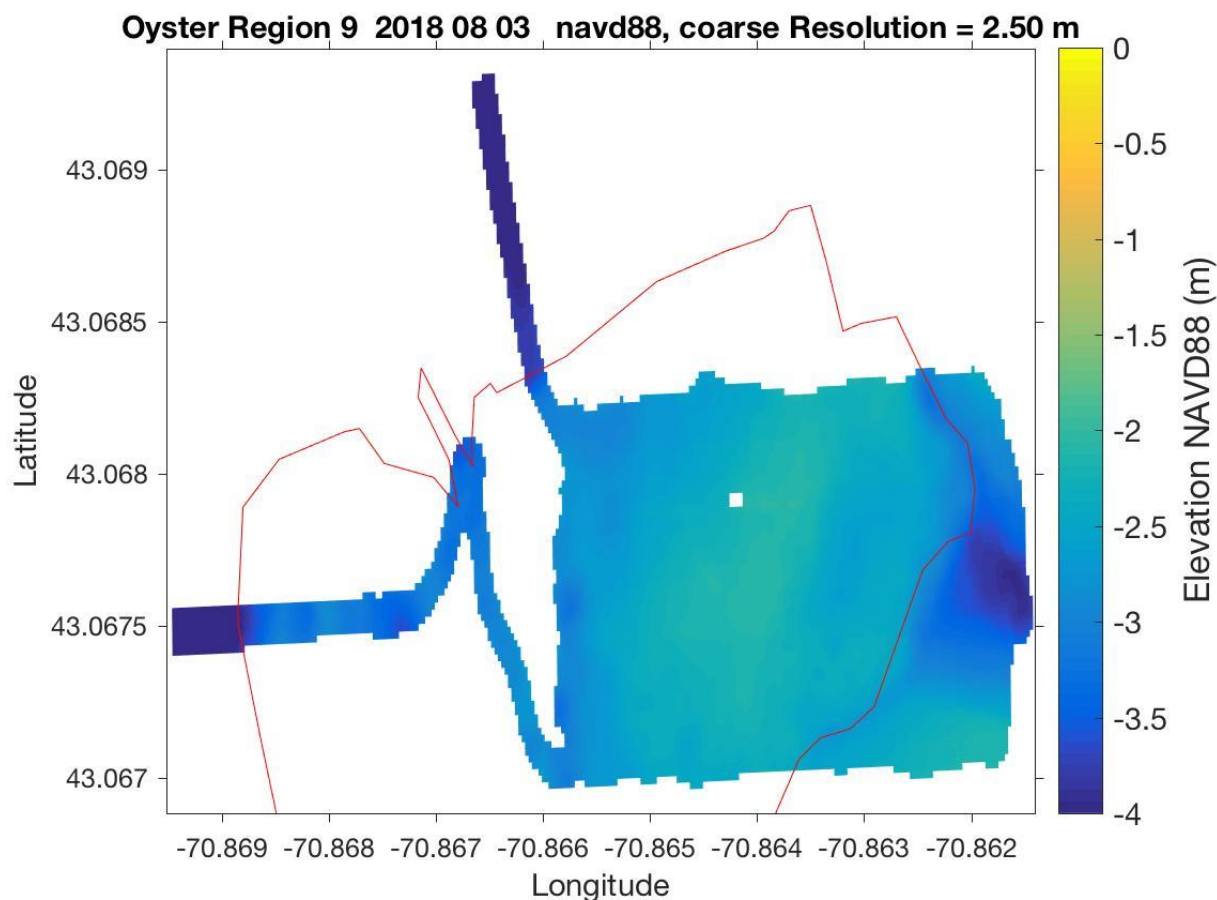 Oyster Region 9  2018 08 03   navd88, coarse Resolution = 2.50 m
0
-0.5
-1
-1.5
-2
-2.5
-3
-3.5
-4
Elevation NAVD88 (m)
43.069
43.0685
43.068
43.0675
43.067
Latitude
-70.869 -70.868 -70.867 -70.866 -70.865 -70.864 -70.863 -70.862
Longitude